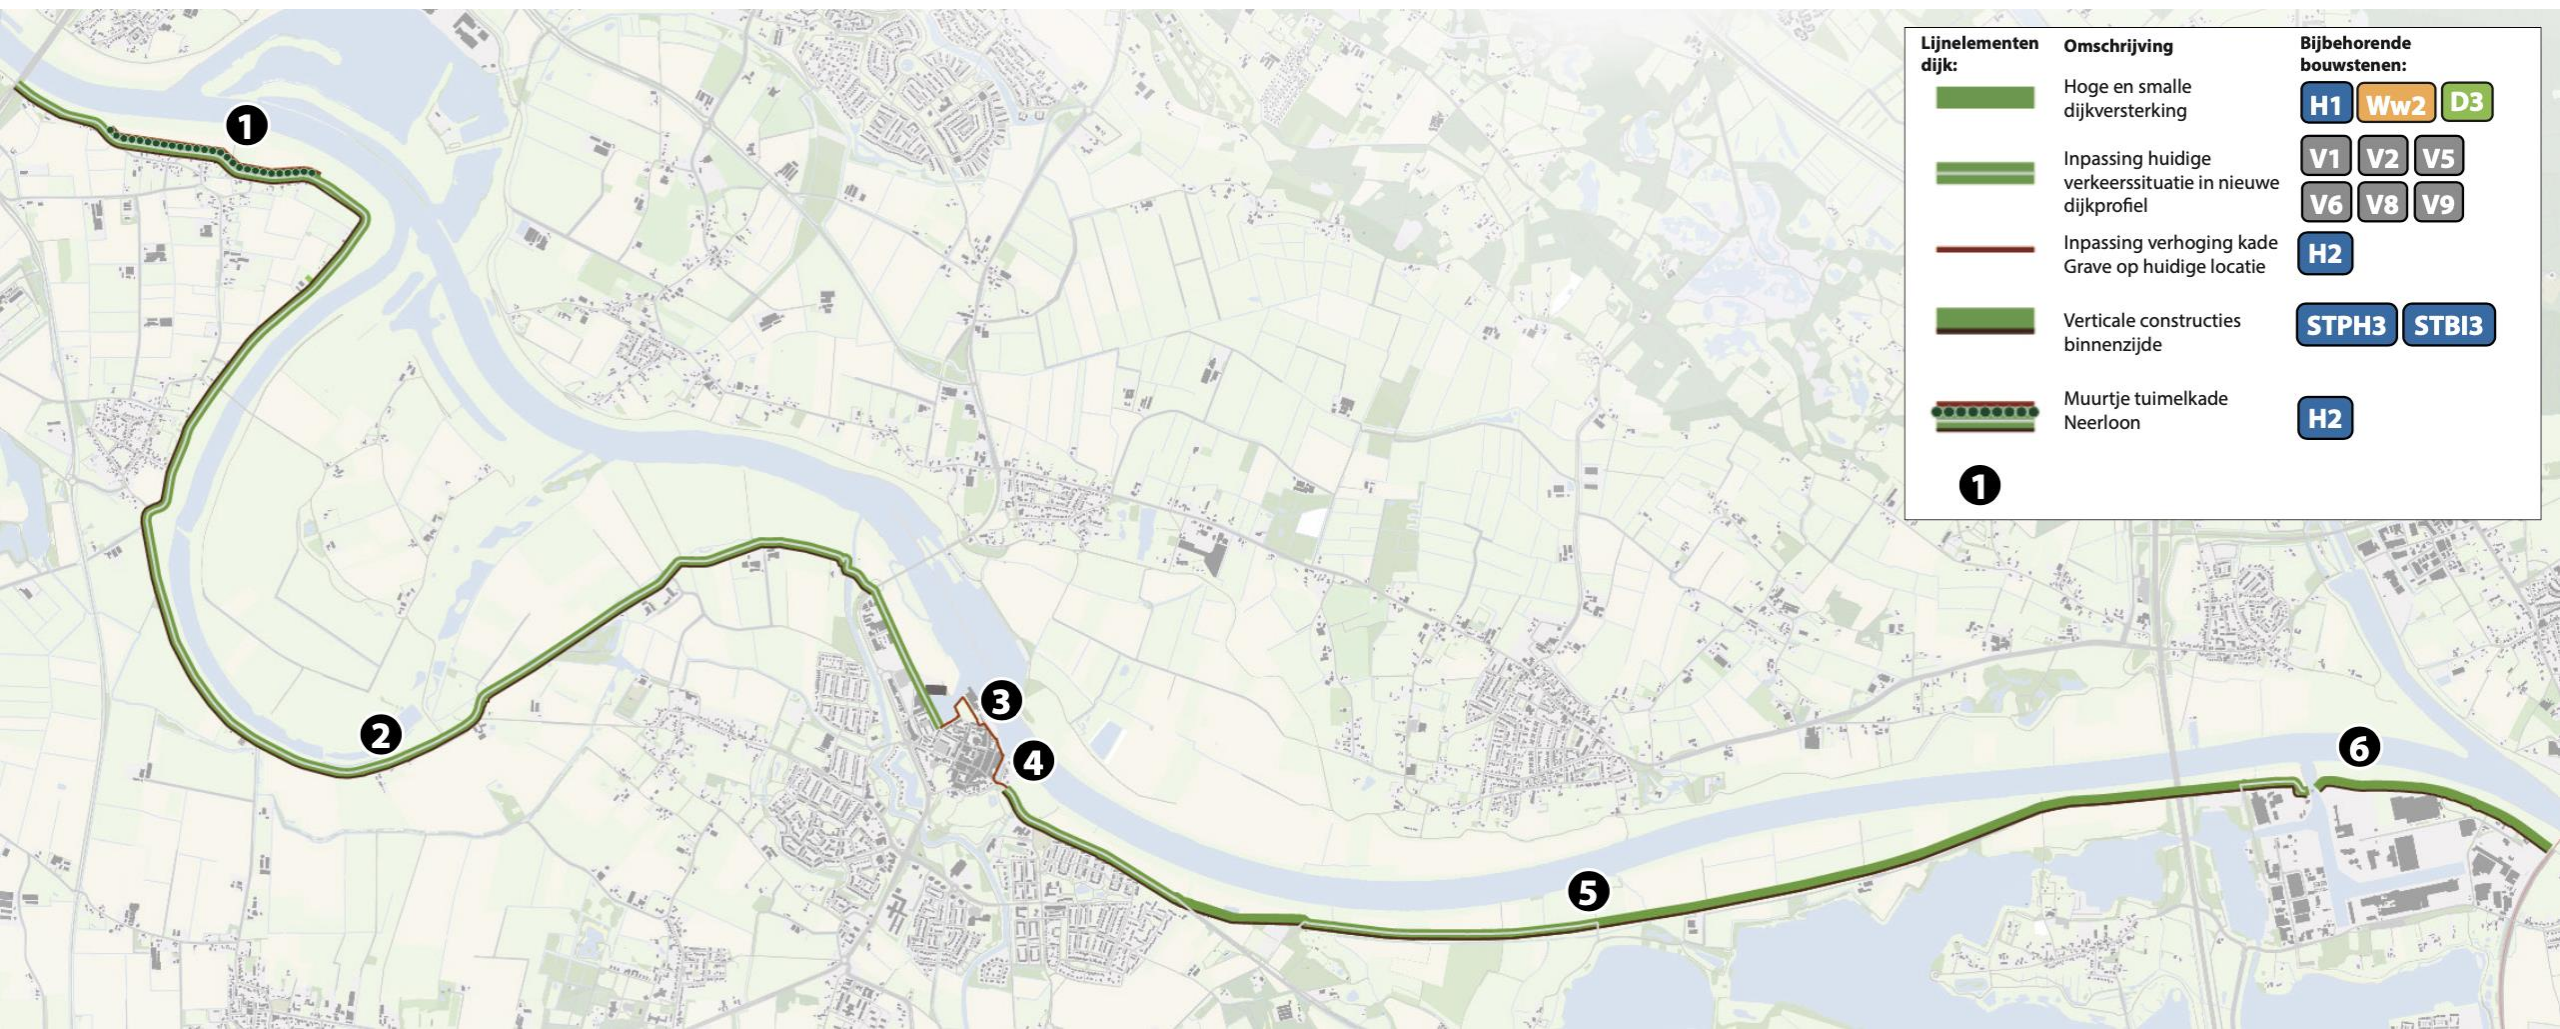 Lijnelementen dijk:
Omschrijving
Bijbehorende bouwstenen:
Hoge en smalle
dijkversterking
H1 Ww2 D3
Inpassing huidige
verkeerssituatie in nieuwe
dijkprofiel
V1 V2 V5
V6 V8 V9
Inpassing verhoging kade
Grave op huidige locatie
H2
Verticale constructies
binnenzijde
STPH3 STBI3
Muurtje tuimelkade
Neerloon
H2
1
1
2
3
4
5
6